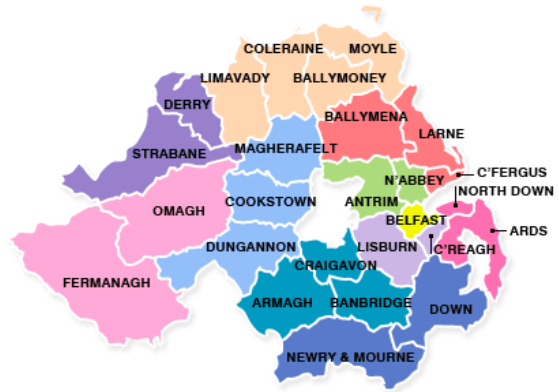 COLERAINE
MOYLE
LIMAVADY
BALLYMONEY
DERRY
BALLYMENA
LARNE
STRABANE
MAGHERAFELT
C'FERGUS
N'ABBEY
NORTH DOWN
OMAGH
COOKSTOWN
ANTRIM
BELFAST
ARDS
DUNGANNON
LISBURN
C'REAGH
CRAIGAVON
FERMANAGH
ARMAGH
BANBRIDGE
DOWN
NEWRY & MOURNE